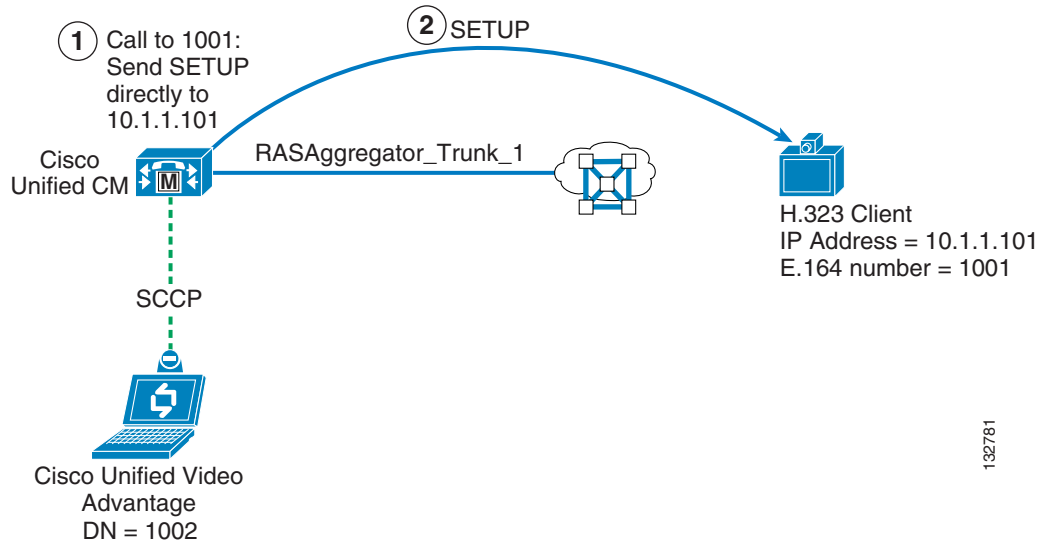 1
Call to 1001:
Send SETUP
directly to
10.1.1.101
2
SETUP
Cisco
Unified CM
M
RASAggregator_Trunk_1
H.323 Client
IP Address = 10.1.1.101
E.164 number = 1001
SCCP
Cisco Unified Video
Advantage
DN = 1002
132781